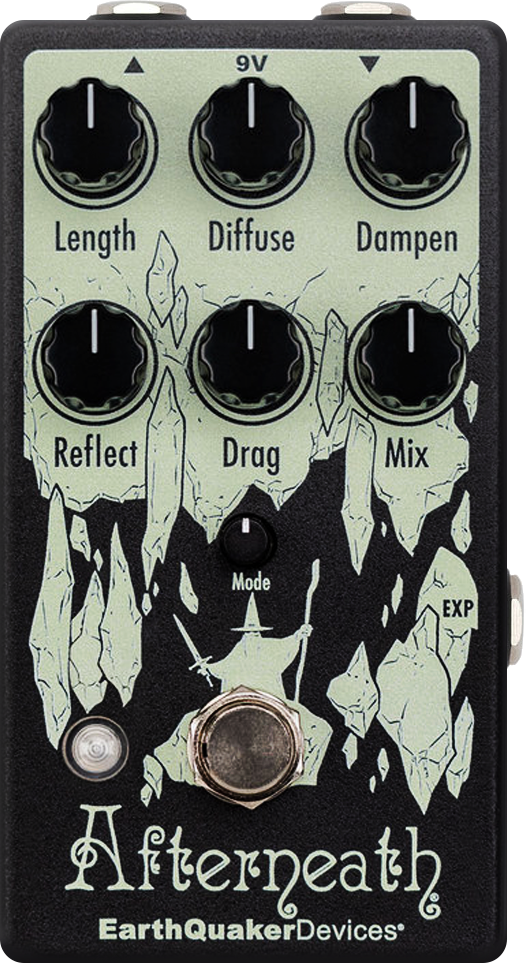 ▲ 9V ▼
Length Diffuse Dampen
Reflect Drag Mix
Mode
EXP
Afterneath
EarthQuakerDevices®